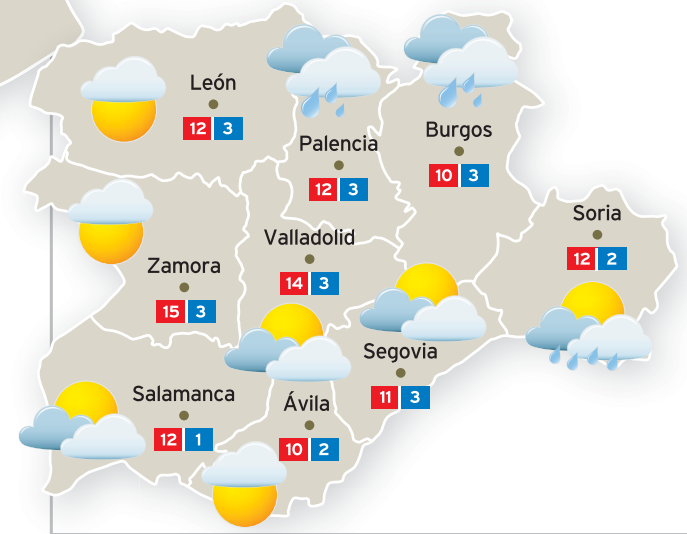 León
12 3
Palencia
12 3
Burgos
10 3
Soria
12 2
Valladolid
14 3
Zamora
15 3
Segovia
11 3
Salamanca
12 1
Ávila
10 2